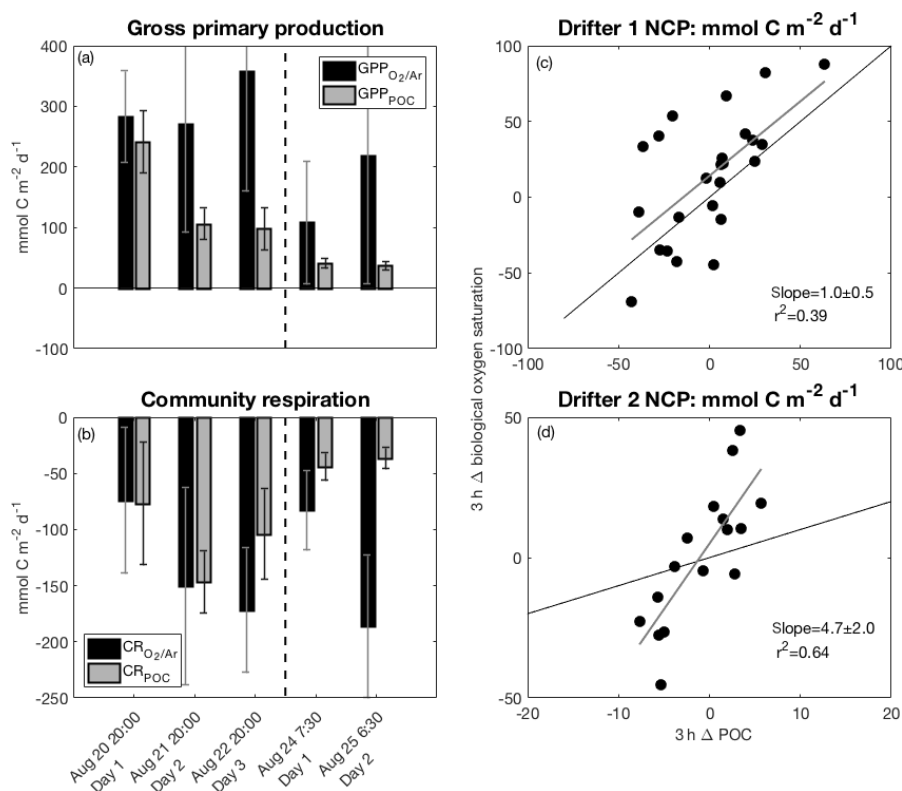 Gross primary production
(a)
GPP O2/Ar
GPP POC
400
300
200
100
0
-100
mmol C m-2 d-1
Community respiration
(b)
CR O2/Ar
CR POC
0
-50
-100
-150
-200
-250
mmol C m-2 d-1
Aug 20 20:00
Day 1
Aug 21 20:00
Day 2
Aug 22 20:00
Day 3
Aug 24 7:30
Day 1
Aug 25 6:30
Day 2
Drifter 1 NCP: mmol C m-2 d-1
(c)
100
50
0
-50
-100
Slope=1.0±0.5
r2=0.39
-100 -50 0 50 100
3 h Δ biological oxygen saturation
Drifter 2 NCP: mmol C m-2 d-1
(d)
50
0
-50
Slope=4.7±2.0
r2=0.64
-20 -10 0 10 20
3 h Δ POC